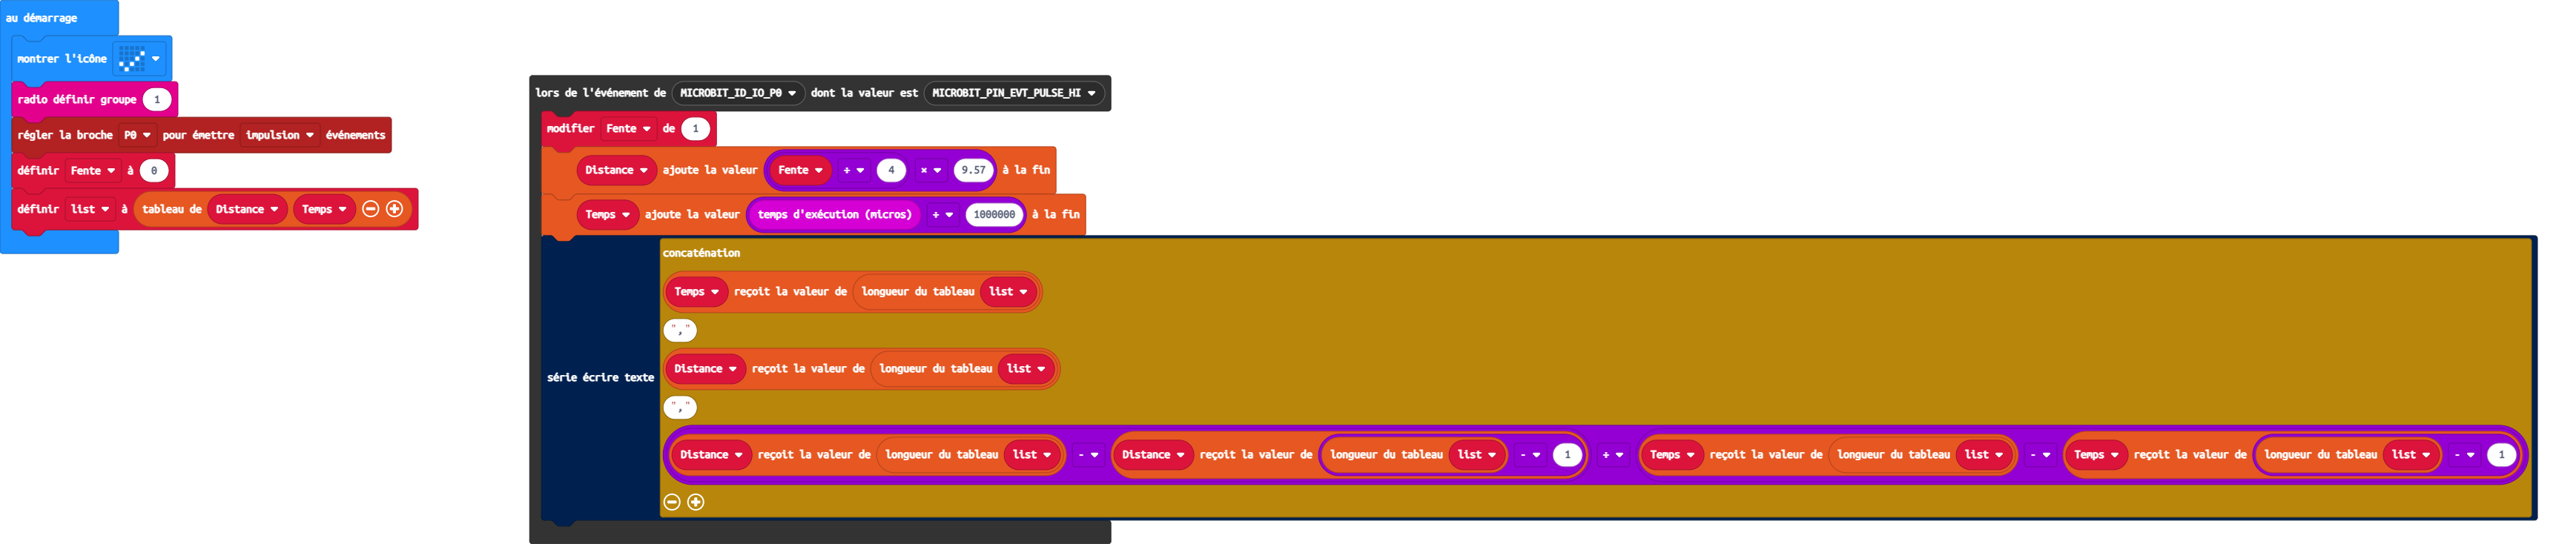 au démarrage
montrer l'icône
radio définir groupe 1
régler la broche P0 pour émettre impulsion événements
définir Fente à 0
définir list à tableau de Distance Temps
lors de l'événement de MICROBIT_ID_IO_P0 dont la valeur est MICROBIT_PIN_EVT_PULSE_HI
modifier Fente de 1
Distance ajoute la valeur Fente ÷ 4 × 9.57 à la fin
Temps ajoute la valeur temps d'exécution (micros) ÷ 1000000 à la fin
série écrire texte
concaténation
Temps reçoit la valeur de longueur du tableau list
","
Distance reçoit la valeur de longueur du tableau list
","
Distance reçoit la valeur de longueur du tableau list - Distance reçoit la valeur de longueur du tableau list - 1 ÷ Temps reçoit la valeur de longueur du tableau list - Temps reçoit la valeur de longueur du tableau list - 1